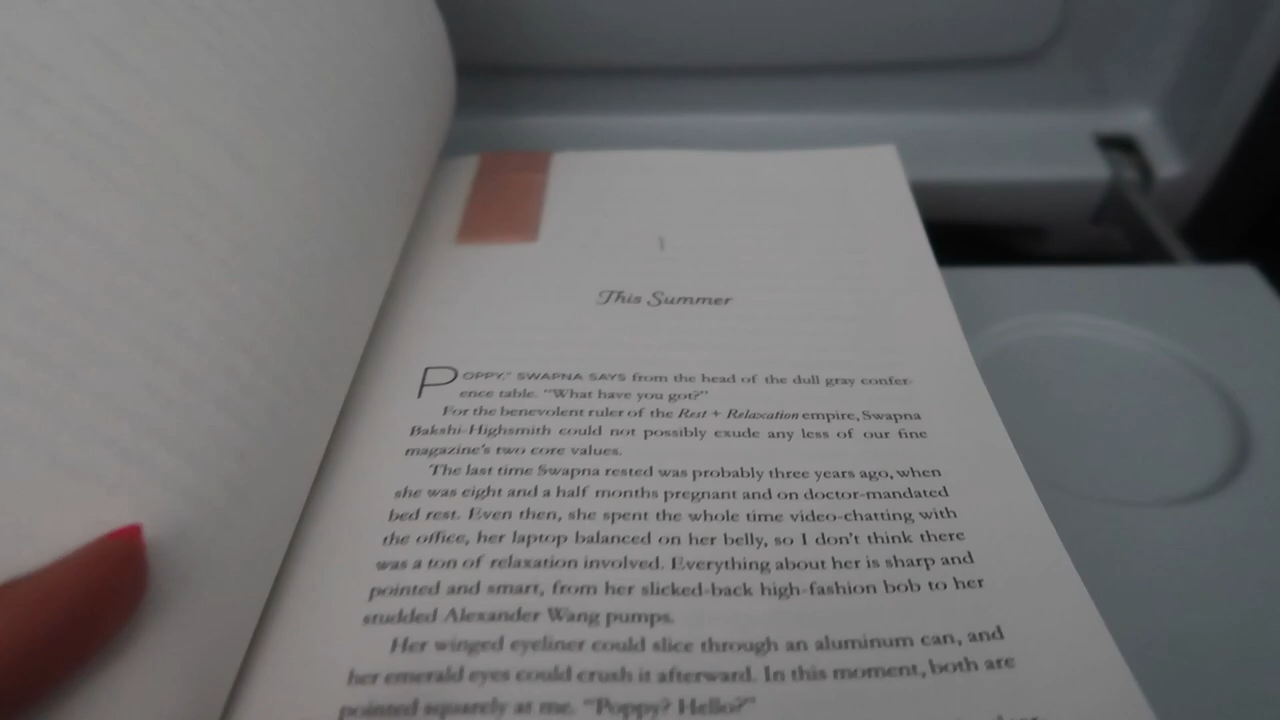 1
This Summer
POPPY," SWAPNA SAYS from the head of the dull gray confer-
ence table. "What have you got?"
For the benevolent ruler of the Rest + Relaxation empire, Swapna
Bakshi-Highsmith could not possibly exude any less of our fine
magazine's two core values.
The last time Swapna rested was probably three years ago, when
she was eight and a half months pregnant and on doctor-mandated
bed rest. Even then, she spent the whole time video-chatting with
the office, her laptop balanced on her belly, so I don't think there
was a ton of relaxation involved. Everything about her is sharp and
pointed and smart, from her slicked-back high-fashion bob to her
studded Alexander Wang pumps.
Her winged eyeliner could slice through an aluminum can, and
her emerald eyes could crush it afterward. In this moment, both are
pointed squarely at me. "Poppy? Hello?"